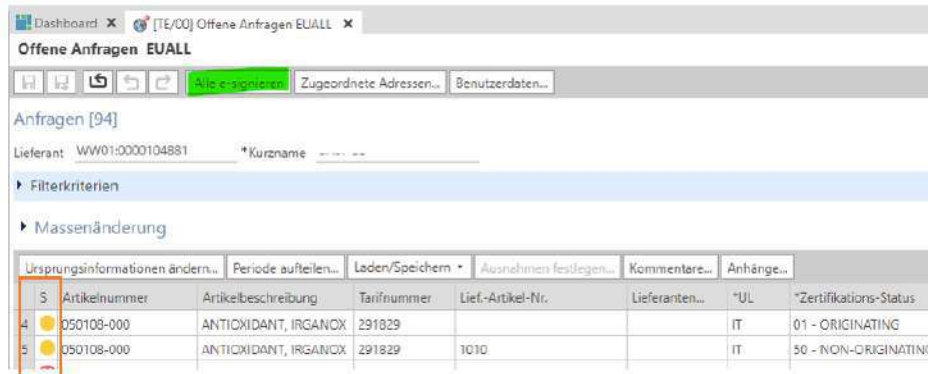 Dashboard X [TE/00] Offene Anfragen EUALL X
Offene Anfragen EUALL
Alle e-signieren Zugeordnete Adressen... Benutzerdaten...
Anfragen [94]
Lieferant WW01:0000104881 *Kurzname
Filterkriterien
Massenänderung
Ursprungsinformationen ändern... Periode aufteilen... Laden/Speichern Ausnahmen festlegen... Kommentare... Anhänge...
S Artikelnummer Artikelbeschreibung Tarifnummer Lief.-Artikel-Nr. Lieferanten... *UL *Zertifikations-Status
4 050108-000 ANTIOXIDANT, IRGANOX 291829 IT 01 - ORIGINATING
5 050108-000 ANTIOXIDANT, IRGANOX 291829 1010 IT 50 - NON-ORIGINATING